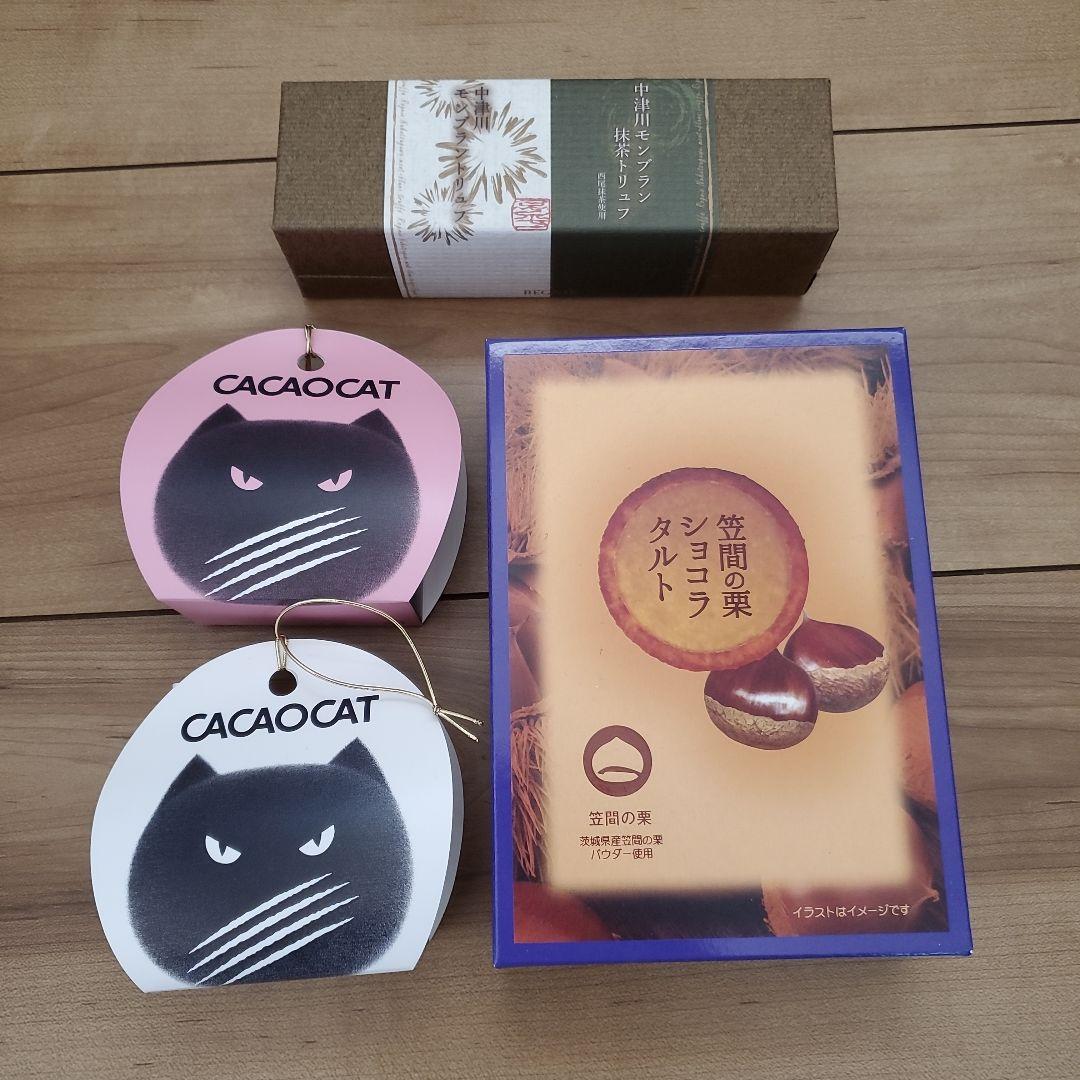 中津川モンブラン
抹茶トリュフ
西尾抹茶使用
中津川
モンブラントリュフ
CACAOCAT
CACAOCAT
笠間の栗
ショコラ
タルト
笠間の栗
茨城県産笠間の栗
パウダー使用
イラストはイメージです